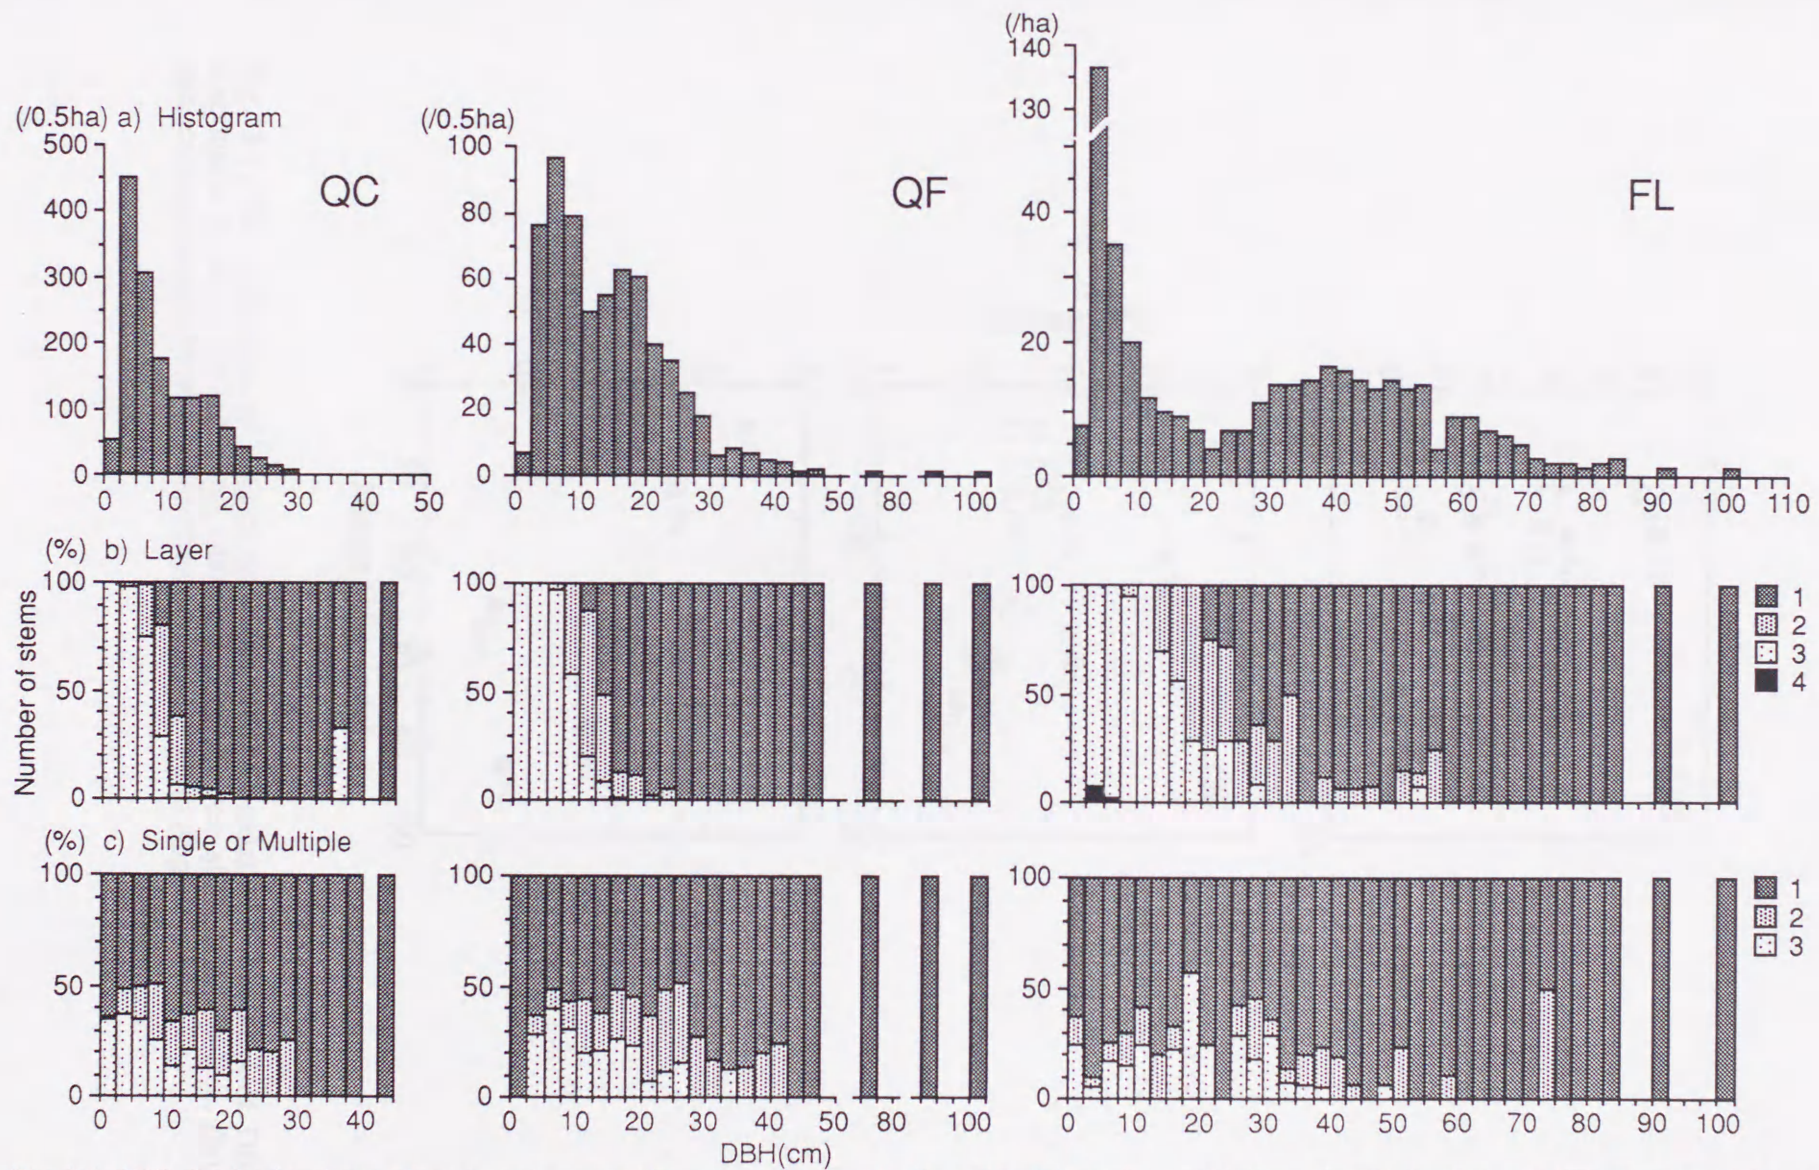 (/ha)
140
130
40
20
0
FL
0 10 20 30 40 50 60 70 80 90 100 110
(/0.5ha) a) Histogram
500
400
300
200
100
0
QC
0 10 20 30 40 50
(/0.5ha)
100
80
60
40
20
0
QF
0 10 20 30 40 50 80 100
Number of stems
(%) b) Layer
100
50
0
100
50
0
100
50
0
1
2
3
4
(%) c) Single or Multiple
100
50
0
0 10 20 30 40
100
50
0
0 10 20 30 40 50 80 100
100
50
0
0 10 20 30 40 50 60 70 80 90 100
1
2
3
DBH(cm)